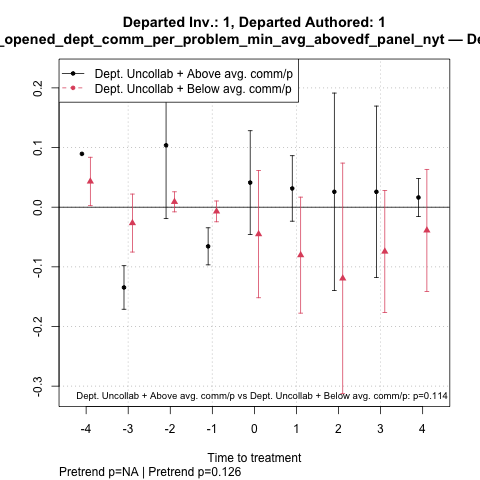 Departed Inv.: 1, Departed Authored: 1
_opened_dept_comm_per_problem_min_avg_abovedf_panel_nyt — De
Dept. Uncollab + Above avg. comm/p
Dept. Uncollab + Below avg. comm/p
0.2
0.1
0.0
-0.1
-0.2
-0.3
Dept. Uncollab + Above avg. comm/p vs Dept. Uncollab + Below avg. comm/p: p=0.114
-4 -3 -2 -1 0 1 2 3 4
Time to treatment
Pretrend p=NA | Pretrend p=0.126